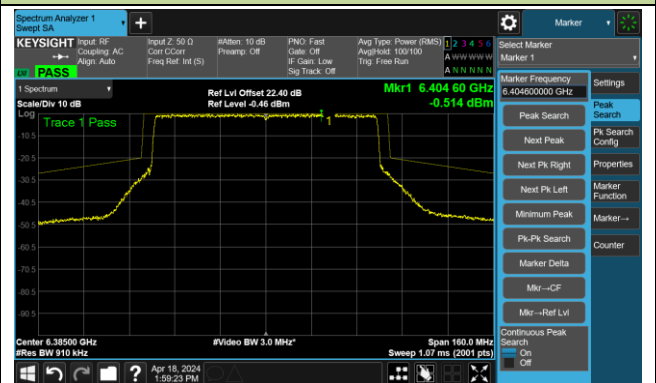 Spectrum Analyzer 1
Swept SA
Marker
KEYSIGHT
Input: RF
Coupling: AC
Align: Auto
Input Z: 50 Ω
Corr CCorr
Freq Ref: Int (S)
#Atten: 10 dB
Preamp: Off
PNO: Fast
Gate: Off
IF Gain: Low
Sig Track: Off
Avg Type: Power (RMS)
Avg|Hold: 100/100
Trig: Free Run
1 2 3 4 5 6
A W W W W W
A N N N N N
PASS
Select Marker
Marker 1
1 Spectrum
Scale/Div 10 dB
Ref Lvl Offset 22.40 dB
Ref Level -0.46 dBm
Mkr1 6.404 60 GHz
-0.514 dBm
Log
Trace 1 Pass
1
-10.5
-20.5
-30.5
-40.5
-50.5
-60.5
-70.5
-80.5
-90.5
Center 6.38500 GHz
#Res BW 910 kHz
#Video BW 3.0 MHz*
Span 160.0 MHz
Sweep 1.07 ms (2001 pts)
Marker Frequency
6.404600000 GHz
Peak Search
Next Peak
Next Pk Right
Next Pk Left
Minimum Peak
Pk-Pk Search
Marker Delta
Mkr→CF
Mkr→Ref Lvl
Continuous Peak
Search
On
Off
Settings
Peak
Search
Pk Search
Config
Properties
Marker
Function
Marker→
Counter
Apr 18, 2024
1:59:23 PM